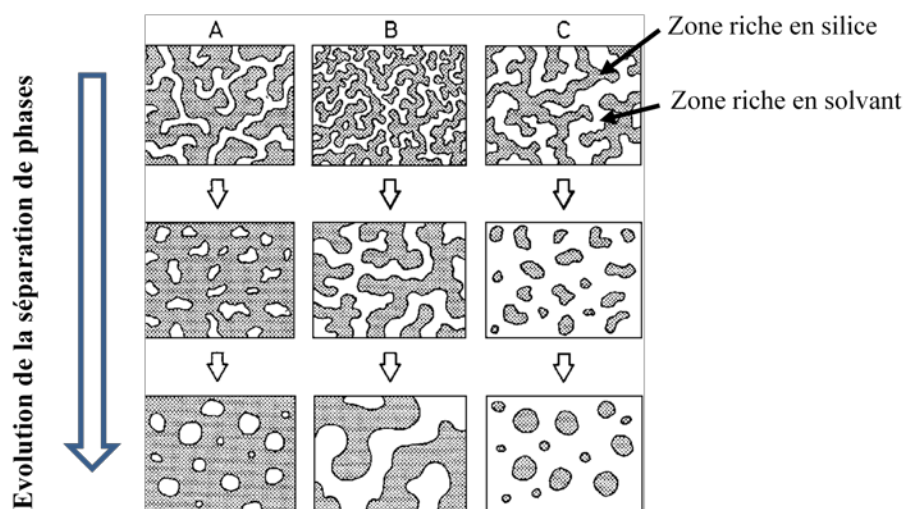 A
B
C
Zone riche en silice
Zone riche en solvant
Evolution de la séparation de phases